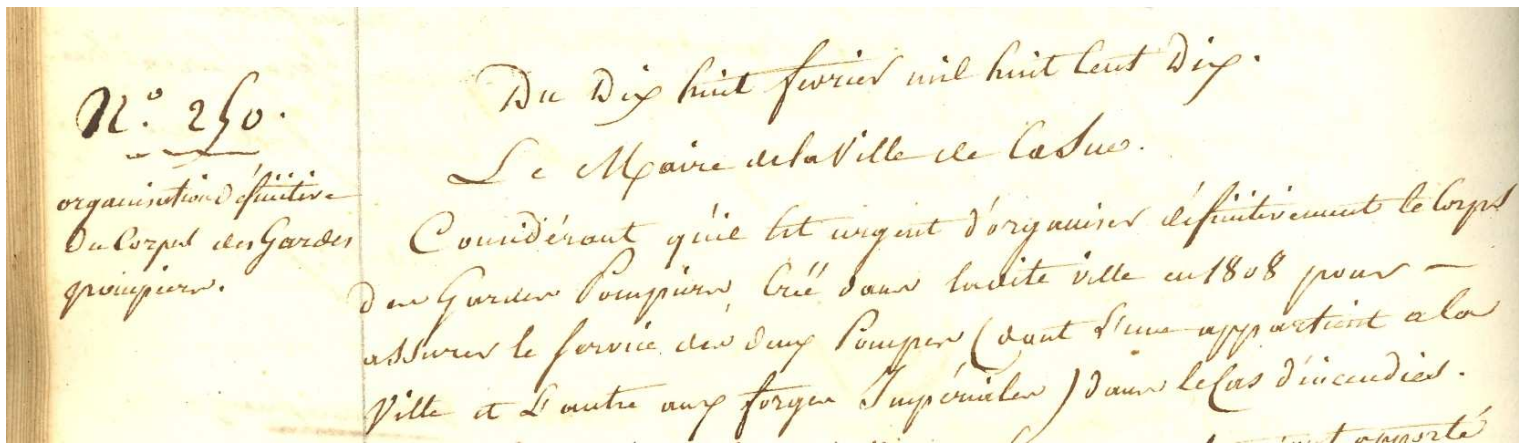 N.º 250.
organisation définitive
Du Corps des Gardes
pompiers.
Du Dix huit fevrier mil huit Cent Dix.
Le Maire de la Ville de
Considérant qu'il Est urgent d'organiser définitivement le Corps
Des Gardes Pompiers, Créé dans ladite ville en 1808 pour —
assurer le service des deux Pompes (dont l'une appartient a la
Ville et l'autre aux forges Impériales) dans le Cas d'incendies.
apporté